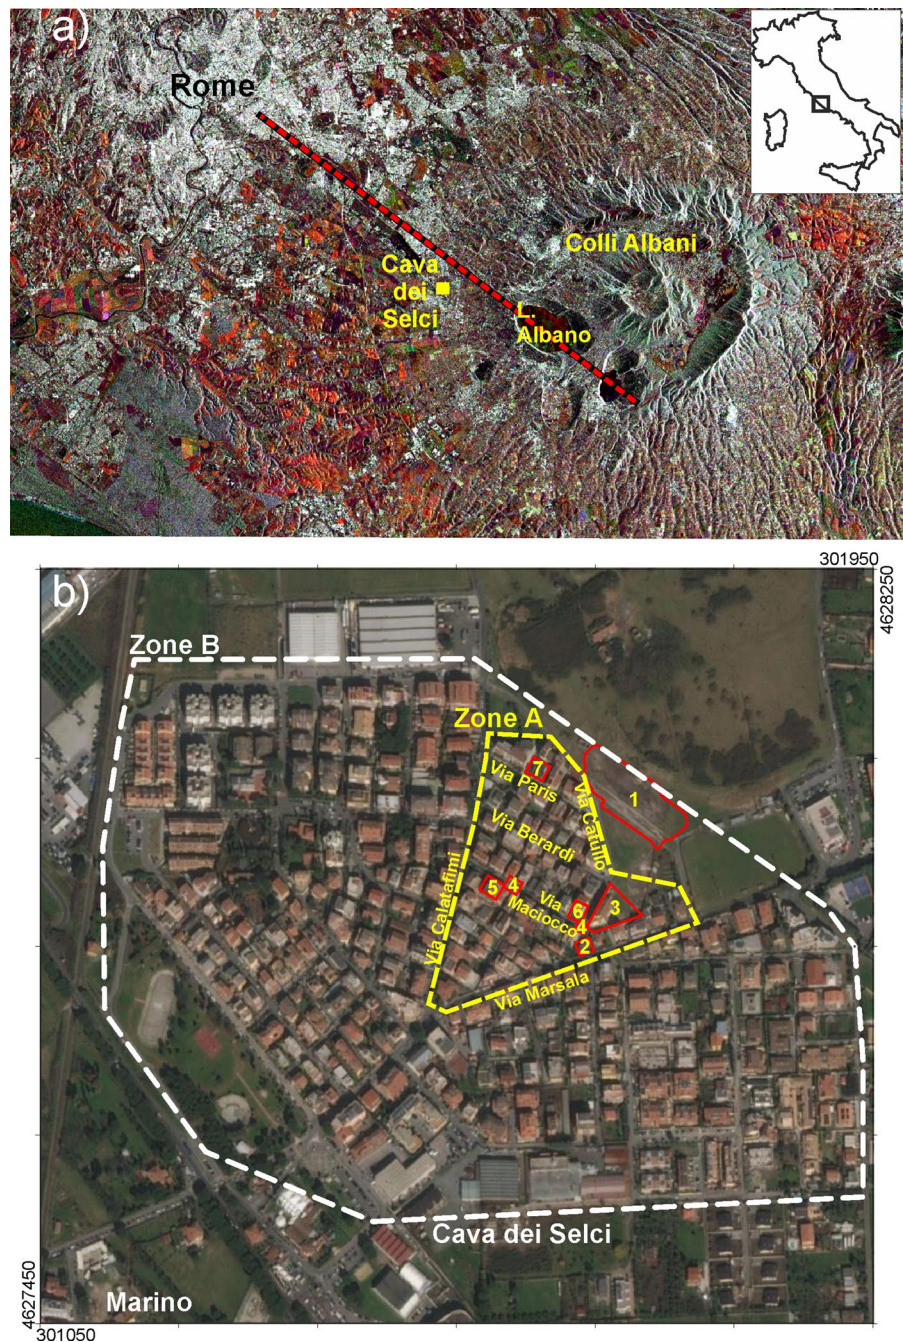 a)
Rome
Colli Albani
Cava
dei
Selci
L.
Albano
301950
4628250
b)
Zone B
Zone A
7
Via Paris
Via Catullo
1
Via Berardi
Via Calatafimi
5
4
Via
Maciocco
6
3
4
2
Via Marsala
Cava dei Selci
Marino
4627450
301050